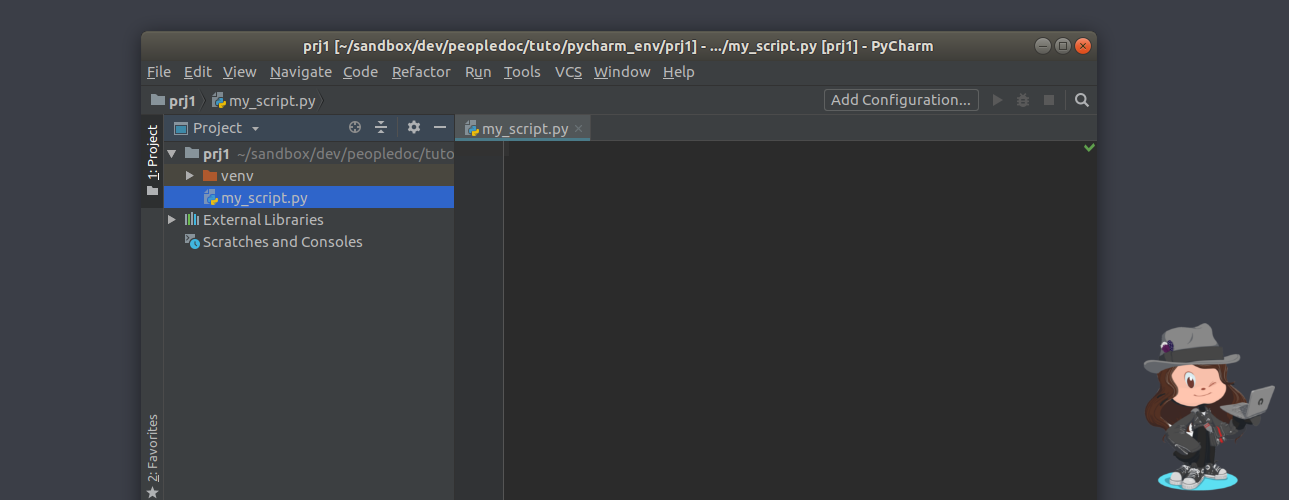 prj1 [~/sandbox/dev/peopledoc/tuto/pycharm_env/prj1] - .../my_script.py [prj1] - PyCharm
File Edit View Navigate Code Refactor Run Tools VCS Window Help
prj1 my_script.py Add Configuration...
1: Project
Project
my_script.py
prj1 ~/sandbox/dev/peopledoc/tuto
venv
my_script.py
External Libraries
Scratches and Consoles
2: Favorites